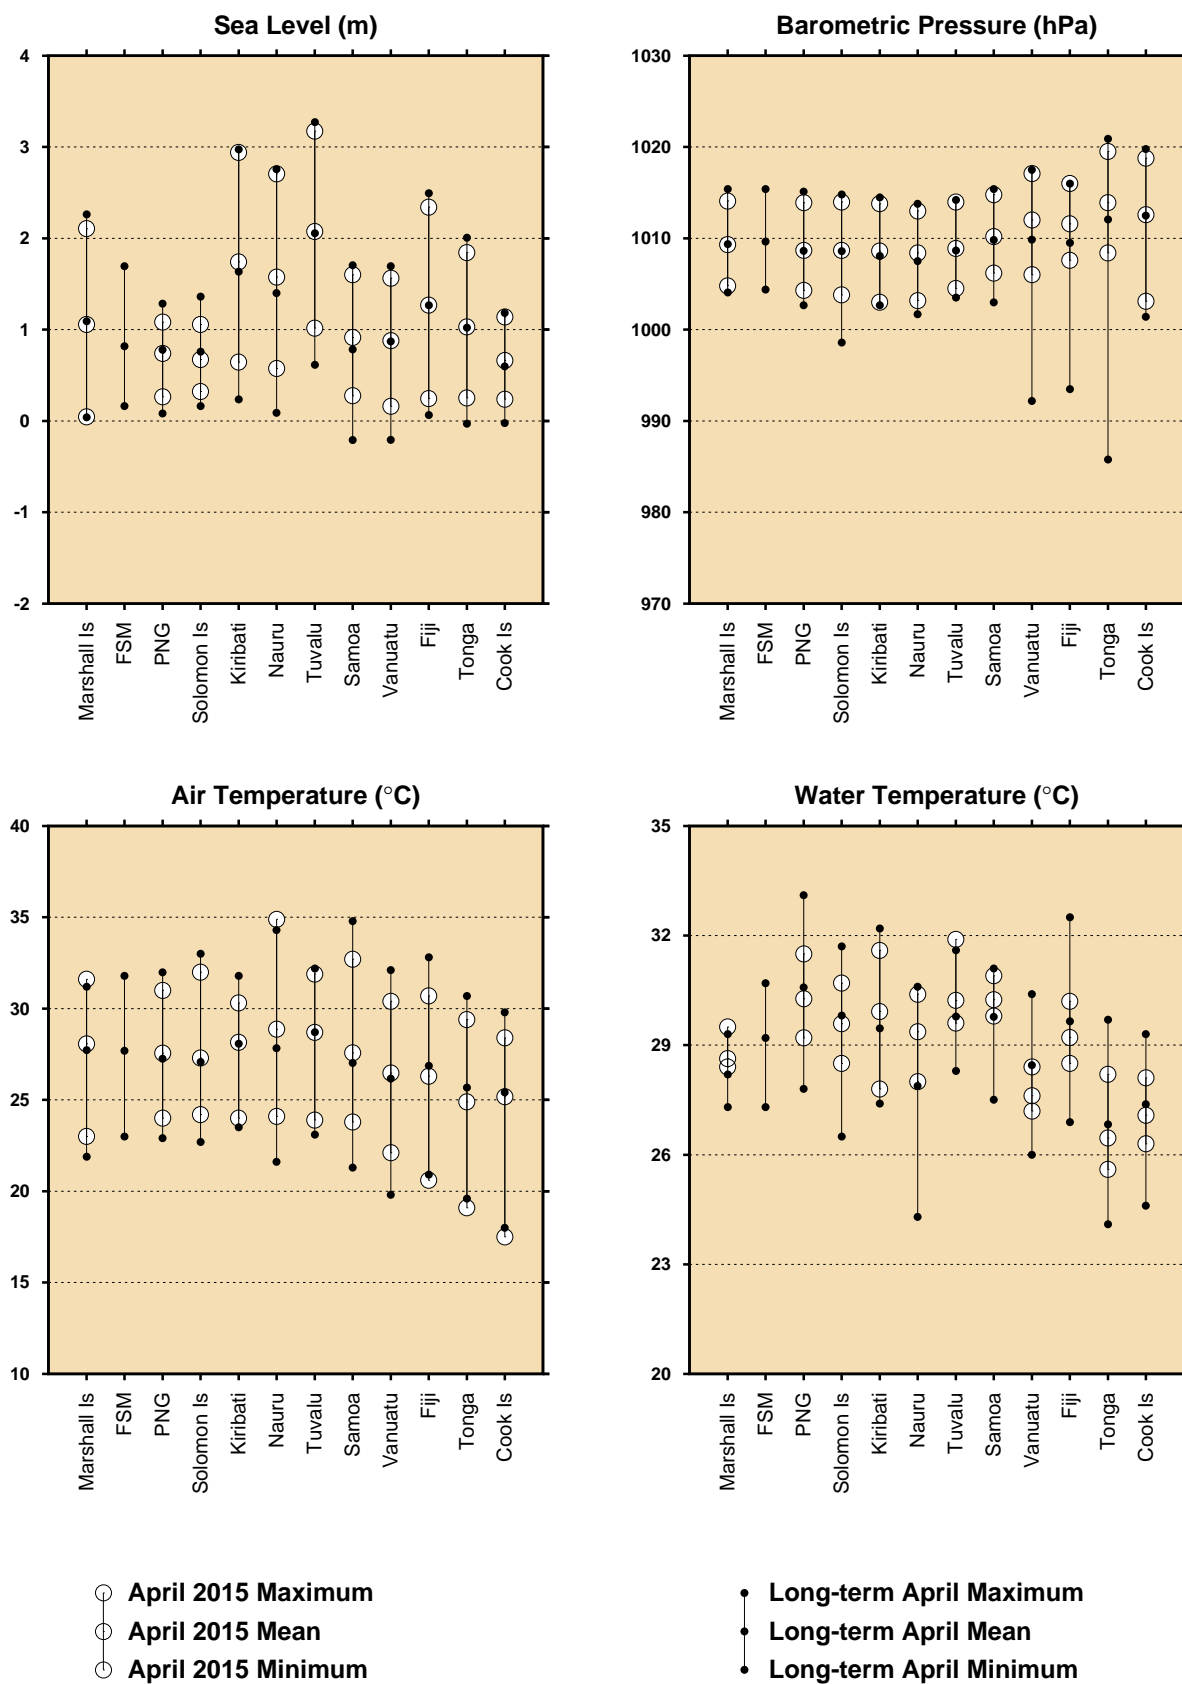 Sea Level (m)
4
3
2
1
0
-1
-2
Marshall Is
FSM
PNG
Solomon Is
Kiribati
Nauru
Tuvalu
Samoa
Vanuatu
Fiji
Tonga
Cook Is
Barometric Pressure (hPa)
1030
1020
1010
1000
990
980
970
Marshall Is
FSM
PNG
Solomon Is
Kiribati
Nauru
Tuvalu
Samoa
Vanuatu
Fiji
Tonga
Cook Is
Air Temperature (°C)
40
35
30
25
20
15
10
Marshall Is
FSM
PNG
Solomon Is
Kiribati
Nauru
Tuvalu
Samoa
Vanuatu
Fiji
Tonga
Cook Is
Water Temperature (°C)
35
32
29
26
23
20
Marshall Is
FSM
PNG
Solomon Is
Kiribati
Nauru
Tuvalu
Samoa
Vanuatu
Fiji
Tonga
Cook Is
April 2015 Maximum
April 2015 Mean
April 2015 Minimum
Long-term April Maximum
Long-term April Mean
Long-term April Minimum